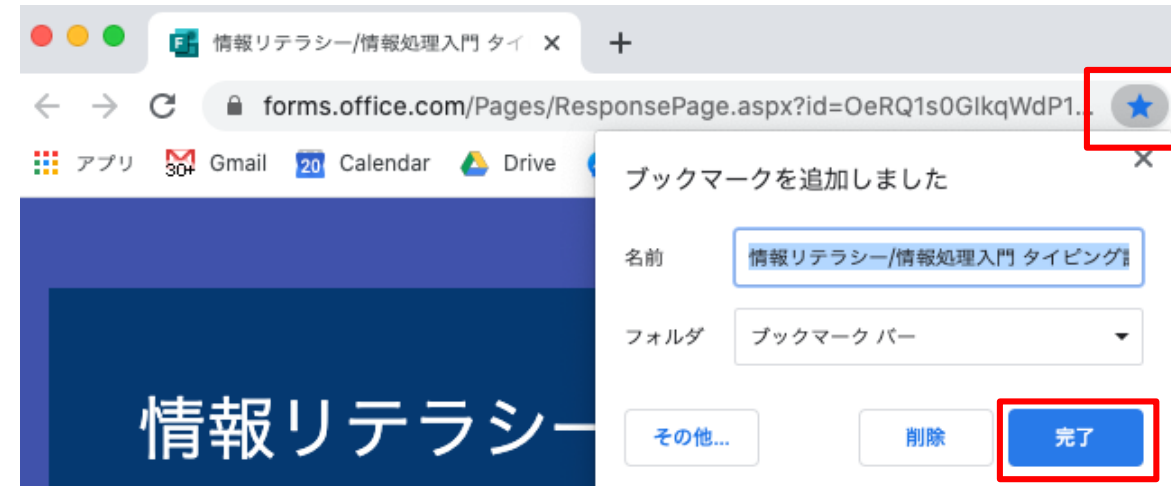 情報リテラシー/情報処理入門 タイ
forms.office.com/Pages/ResponsePage.aspx?id=OeRQ1s0GIkqWdP1...
アプリ 30+ Gmail 20 Calendar Drive
ブックマークを追加しました
名前 情報リテラシー/情報処理入門 タイピング
フォルダ ブックマーク バー
情報リテラシー
その他... 削除 完了